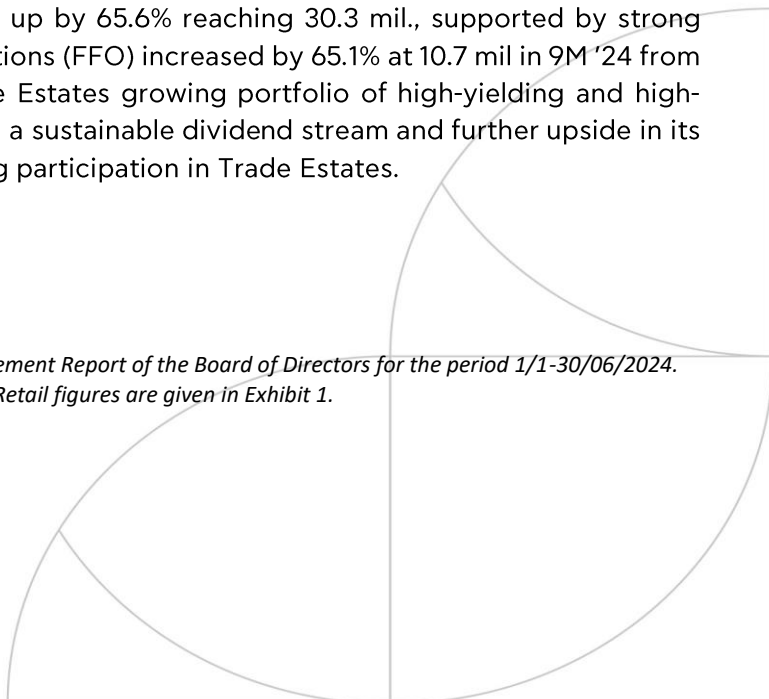 up by 65.6% reaching 30.3 mil., supported by strong
tions (FFO) increased by 65.1% at 10.7 mil in 9M '24 from
e Estates growing portfolio of high-yielding and high-
a sustainable dividend stream and further upside in its
g participation in Trade Estates.
ement Report of the Board of Directors for the period 1/1-30/06/2024.
Retail figures are given in Exhibit 1.